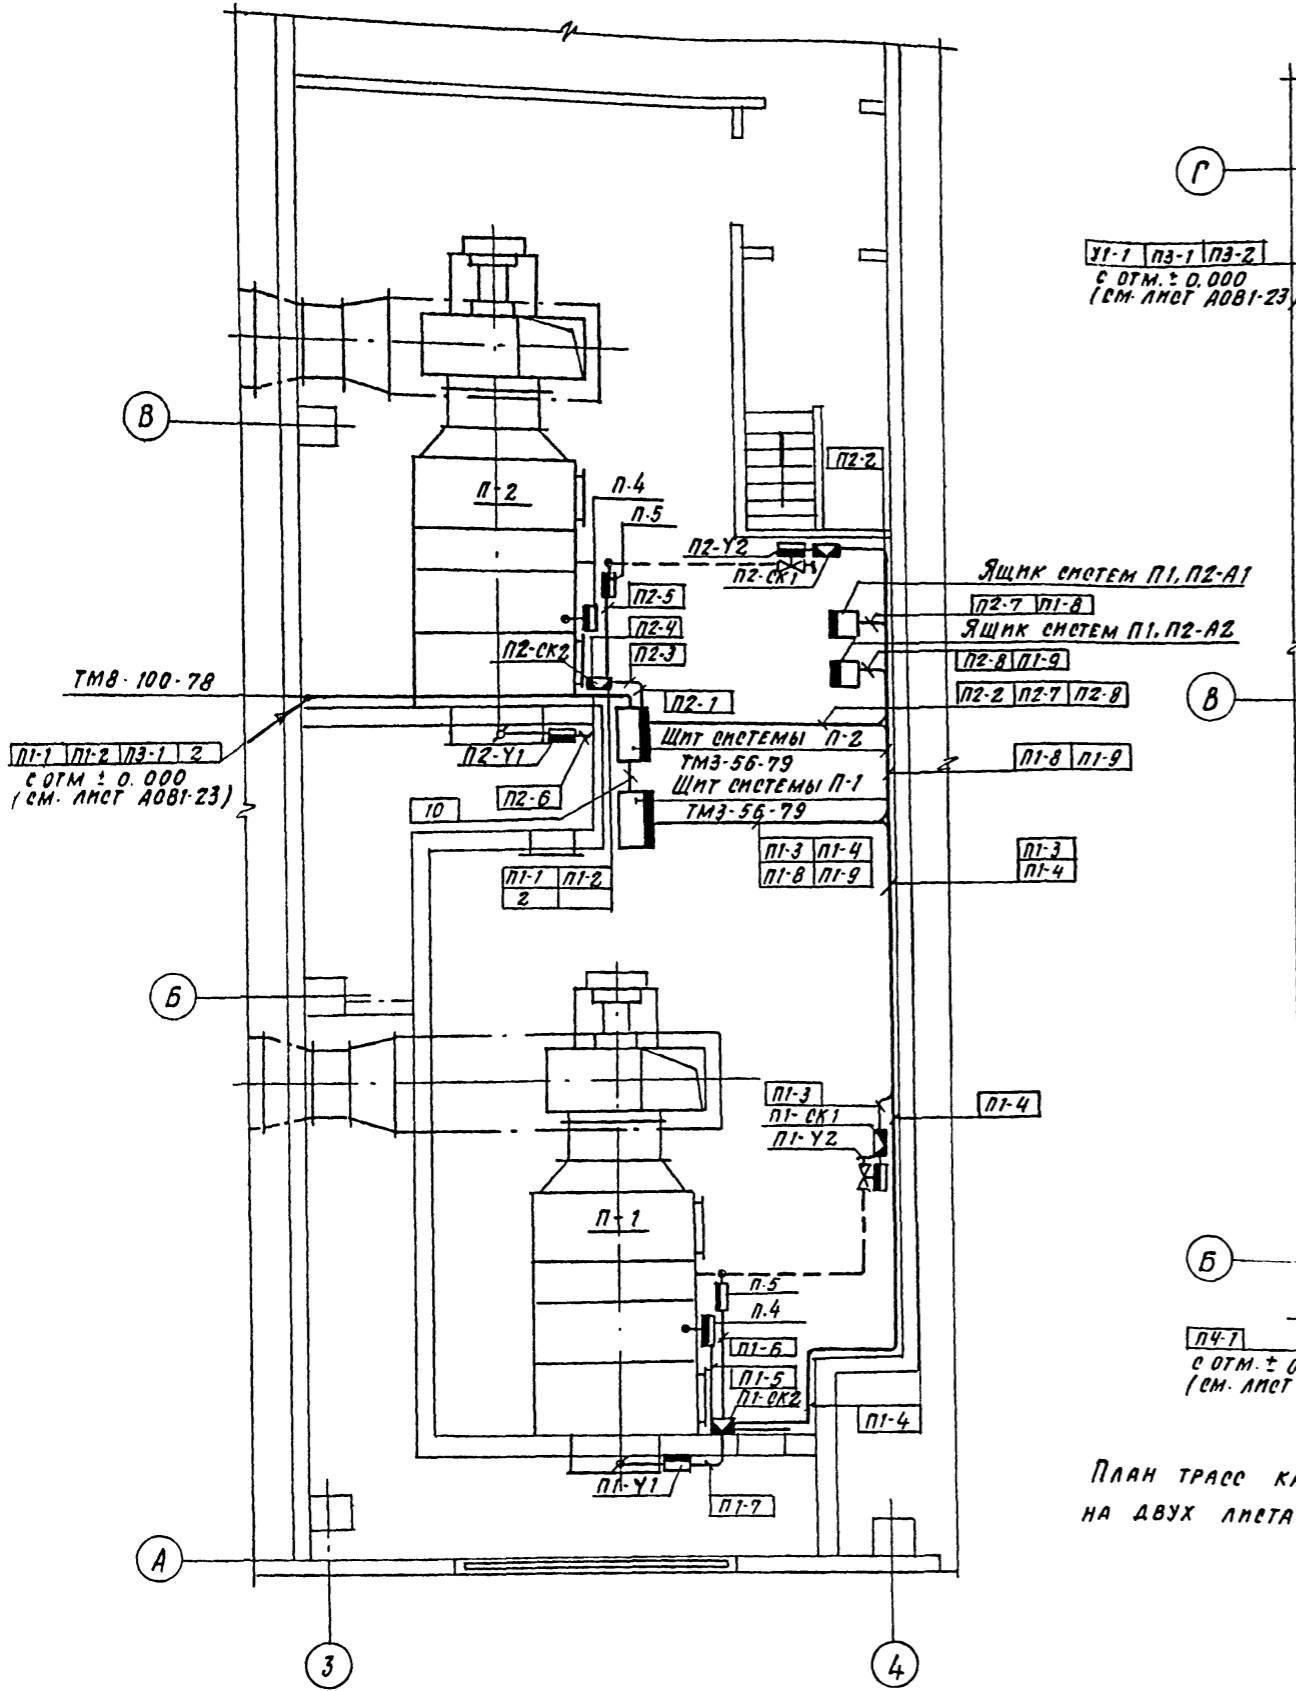 Г
У1-1 П3-1 П3-2
С ОТМ. ± 0.000
(СМ. ЛИСТ АОВ1-23)
В
П2-2
П-2
П.4
П.5
П2-У2
П2-СК1
ЯЩИК СИСТЕМ П1, П2-А1
П2-7 П1-8
П2-5
ЯЩИК СИСТЕМ П1, П2-А2
П2-4
П2-СК2
П2-3
П2-8 П1-9
ТМ8-100-78
П2-1
П2-2 П2-7 П2-8
В
П1-1 П1-2 П3-1 2
С ОТМ ± 0.000
(СМ. ЛИСТ АОВ1-23)
П2-У1
ЩИТ СИСТЕМЫ П-2
ТМ3-56-79
П1-8 П1-9
ЩИТ СИСТЕМЫ П-1
П2-6
10
ТМ3-56-79
П1-3 П1-4
П1-8 П1-9
П1-3
П1-4
П1-1 П1-2
2
Б
П1-3
П1-СК1
П1-У2
П1-4
П-1
Б
П.5
П.4
П1-6
П1-5
П1-СК2
П1-4
П4-1
С ОТМ. ± 0
(СМ. ЛИСТ
П1-У1
П1-7
ПЛАН ТРАСС КА
НА ДВУХ ЛИСТА
А
3
4